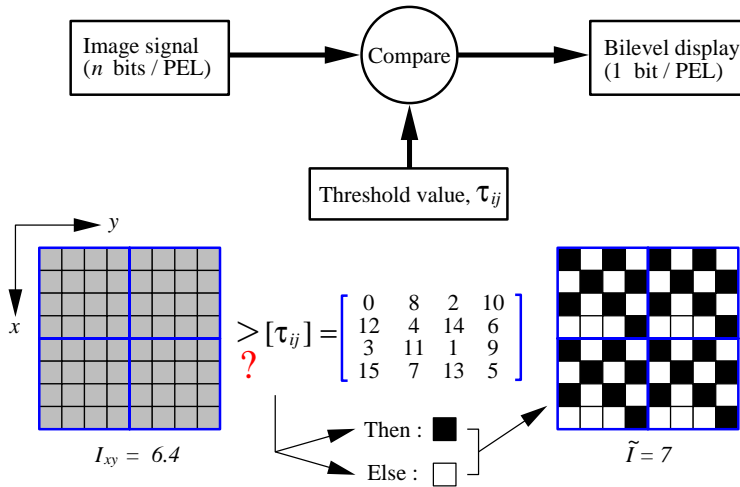 Image signal
(n bits / PEL)
Compare
Bilevel display
(1 bit / PEL)
Threshold value, τij
y
x
> [τij] =
?
0 8 2 10
12 4 14 6
3 11 1 9
15 7 13 5
Then :
Else :
Ixy = 6.4
Ĩ = 7